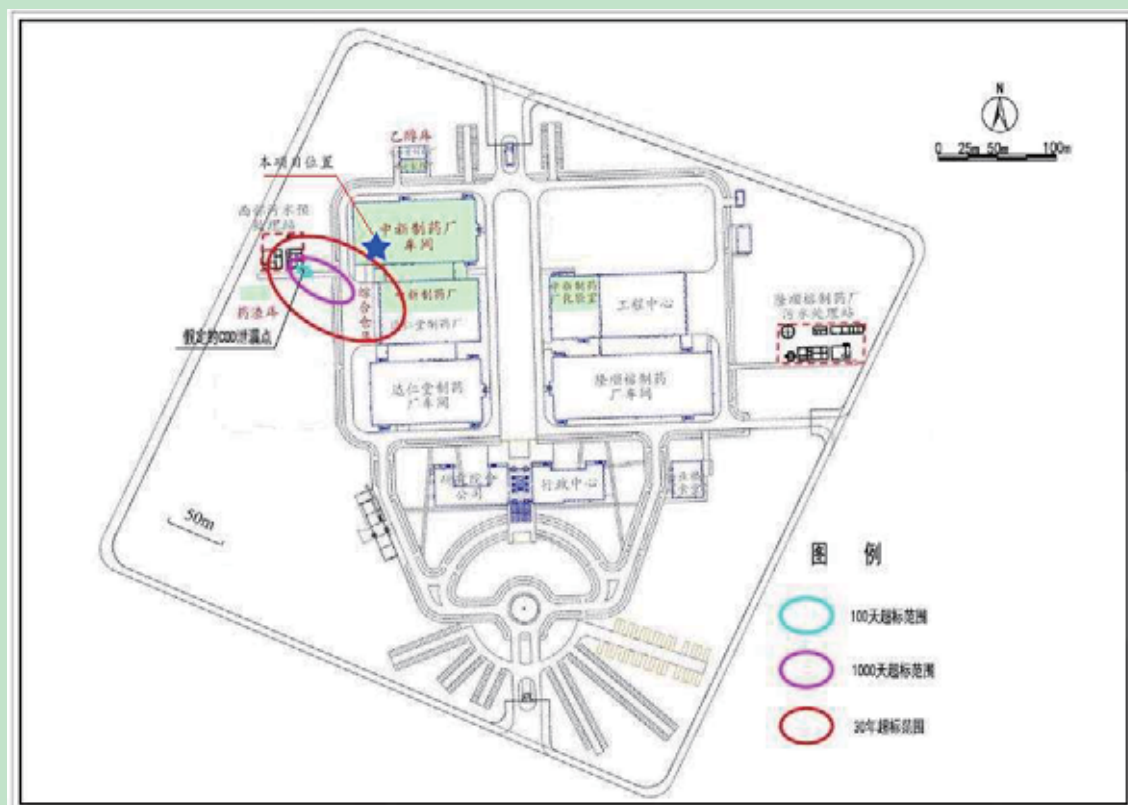 N
0 25m 50m 100m
乙醇库
本项目位置
西部污水预
处理站
中新制药厂
车间
药渣库
综合仓库
中新制药厂
达仁堂制药厂
假定的COD泄漏点
中新制药
厂化验室
工程中心
隆顺榕制药厂
污水处理站
达仁堂制药
厂车间
隆顺榕制药
厂车间
公司
行政中心
50m
图 例
100天超标范围
1000天超标范围
30年超标范围